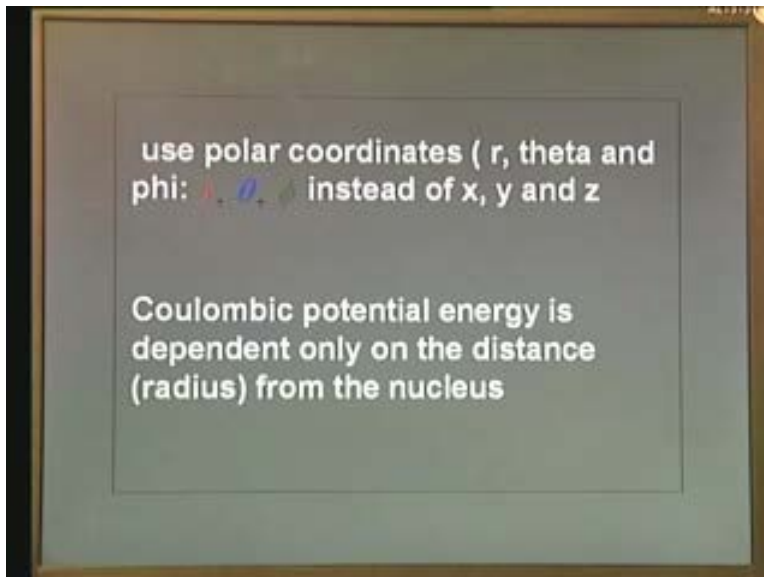 use polar coordinates ( r, theta and
phi: r, θ, ϕ instead of x, y and z
Coulombic potential energy is
dependent only on the distance
(radius) from the nucleus